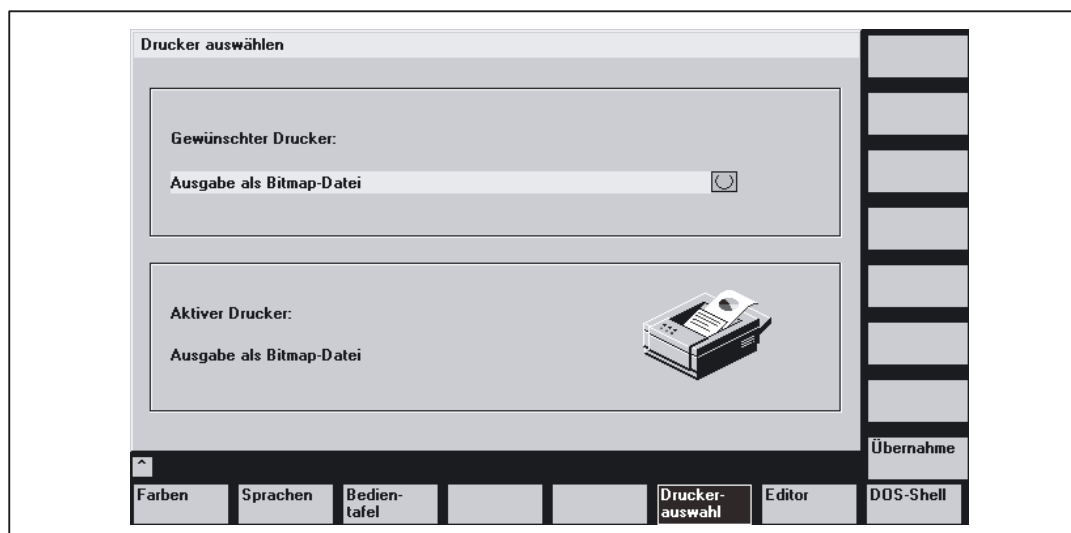 Drucker auswählen
Gewünschter Drucker:
Ausgabe als Bitmap-Datei
Aktiver Drucker:
Ausgabe als Bitmap-Datei
Übernahme
^
Farben
Sprachen
Bedien-
tafel
Drucker-
auswahl
Editor
DOS-Shell